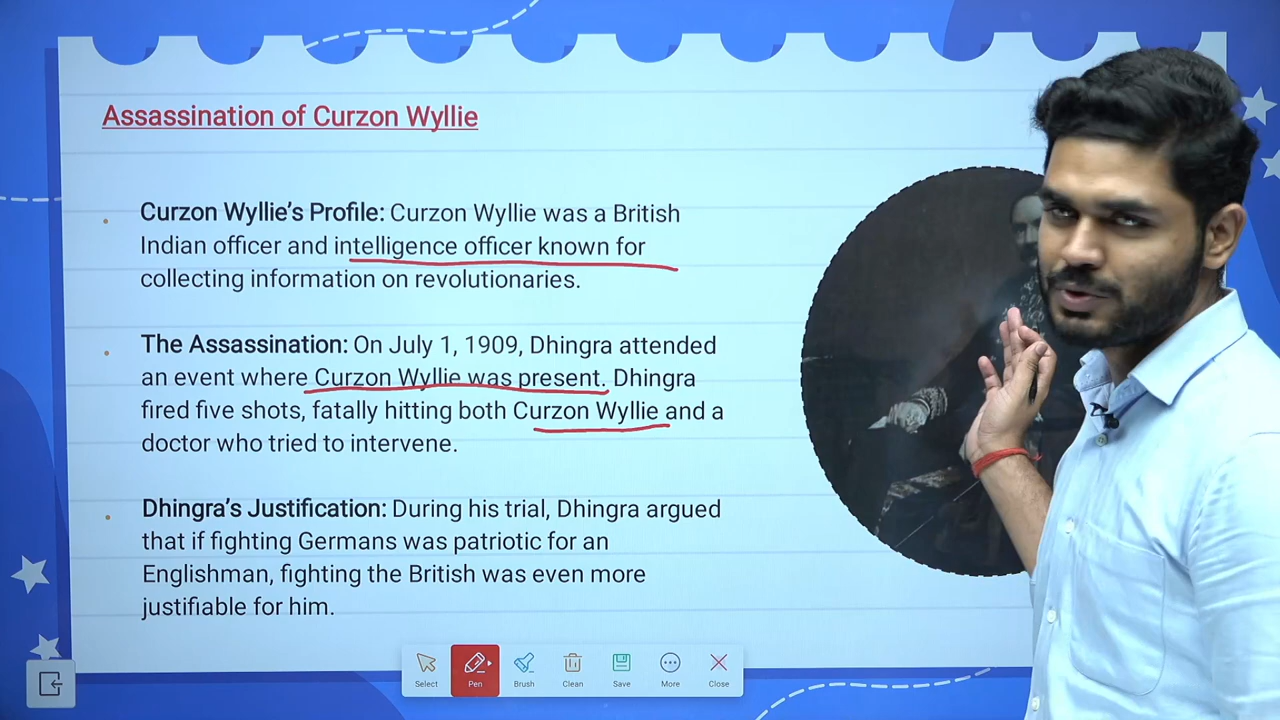 Assassination of Curzon Wyllie
Curzon Wyllie's Profile: Curzon Wyllie was a British
Indian officer and intelligence officer known for
collecting information on revolutionaries.
The Assassination: On July 1, 1909, Dhingra attended
an event where Curzon Wyllie was present. Dhingra
fired five shots, fatally hitting both Curzon Wyllie and a
doctor who tried to intervene.
Dhingra's Justification: During his trial, Dhingra argued
that if fighting Germans was patriotic for an
Englishman, fighting the British was even more
justifiable for him.
Select Pen Brush Clean Save More Close